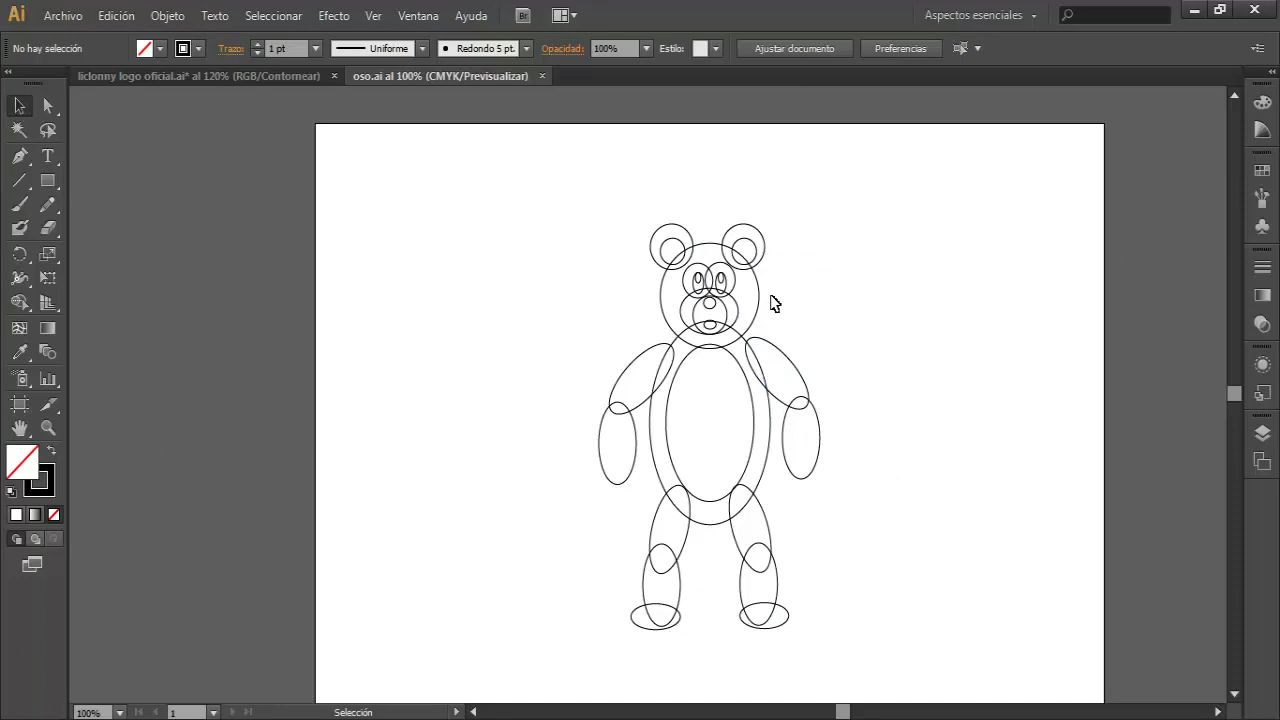 Ai Archivo Edición Objeto Texto Seleccionar Efecto Ver Ventana Ayuda Br Aspectos esenciales
No hay selección Trazo: 1 pt Uniforme Redondo 5 pt. Opacidad: 100% Estilo: Ajustar documento Preferencias
liclonny logo oficial.ai* al 120% (RGB/Contornear) × oso.ai al 100% (CMYK/Previsualizar) ×
T
100% 1 Selección